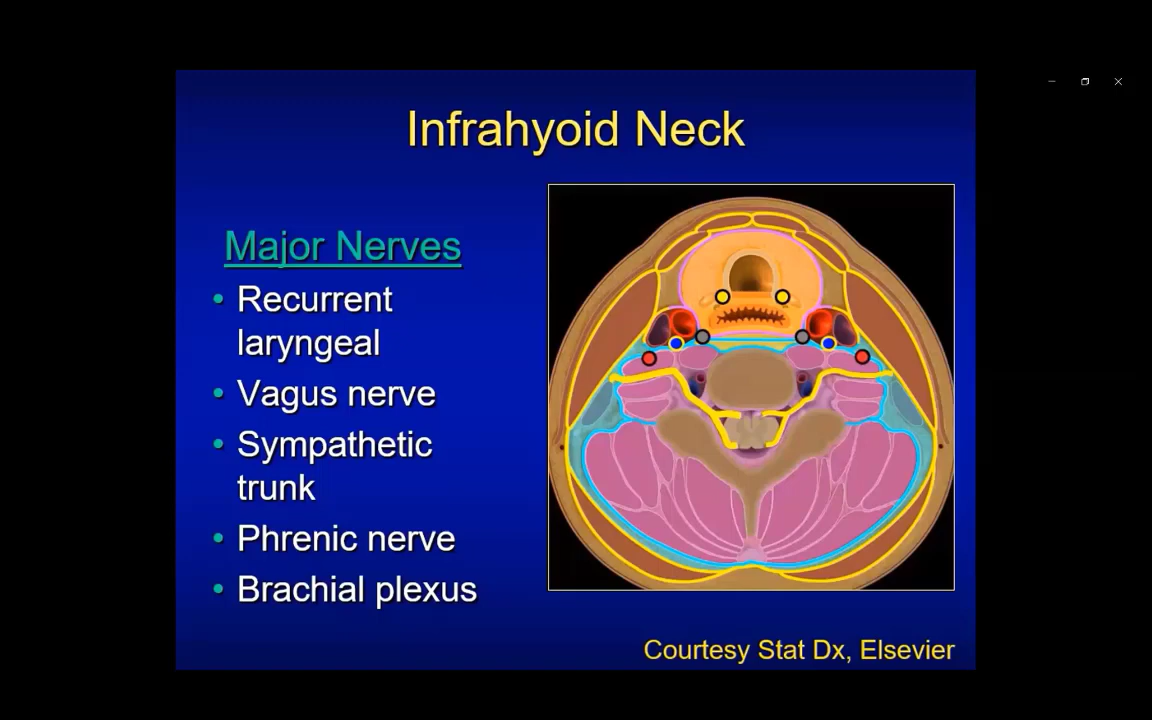 Infrahyoid Neck
Major Nerves
• Recurrent
laryngeal
• Vagus nerve
• Sympathetic
trunk
• Phrenic nerve
• Brachial plexus
Courtesy Stat Dx, Elsevier